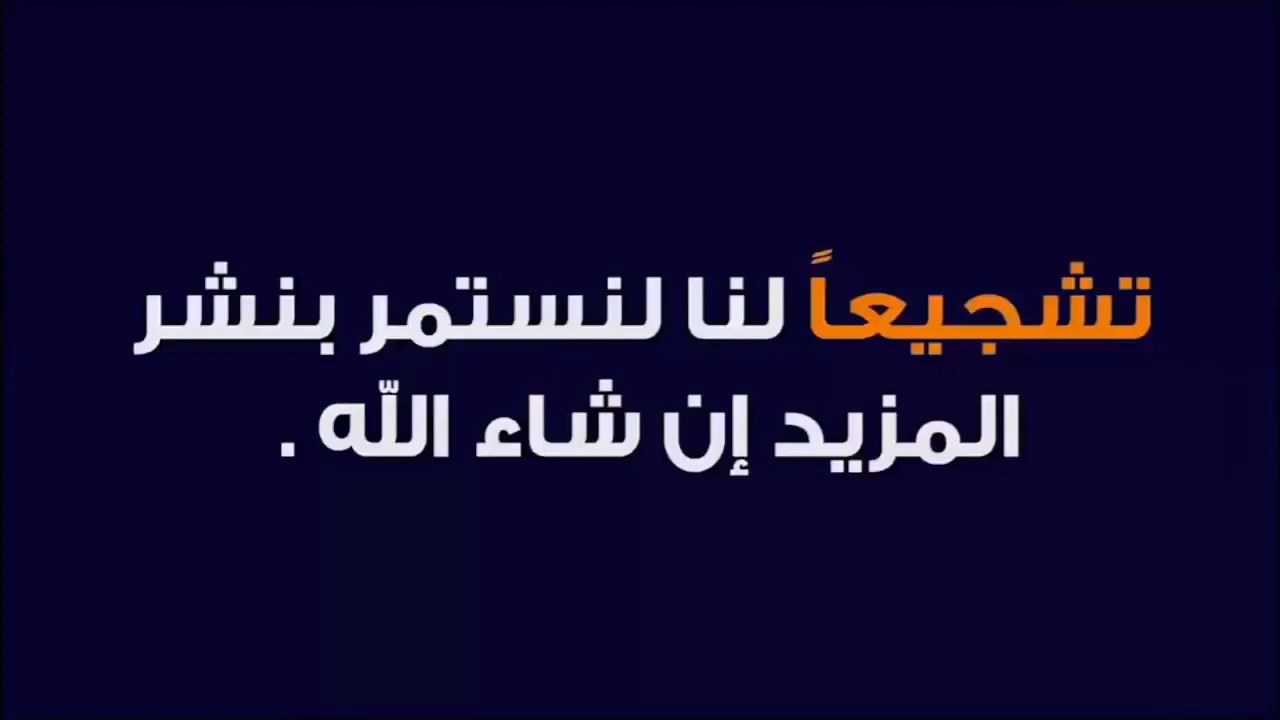 تشجيعاً لنا لنستمر بنشر
المزيد إن شاء اللّه .